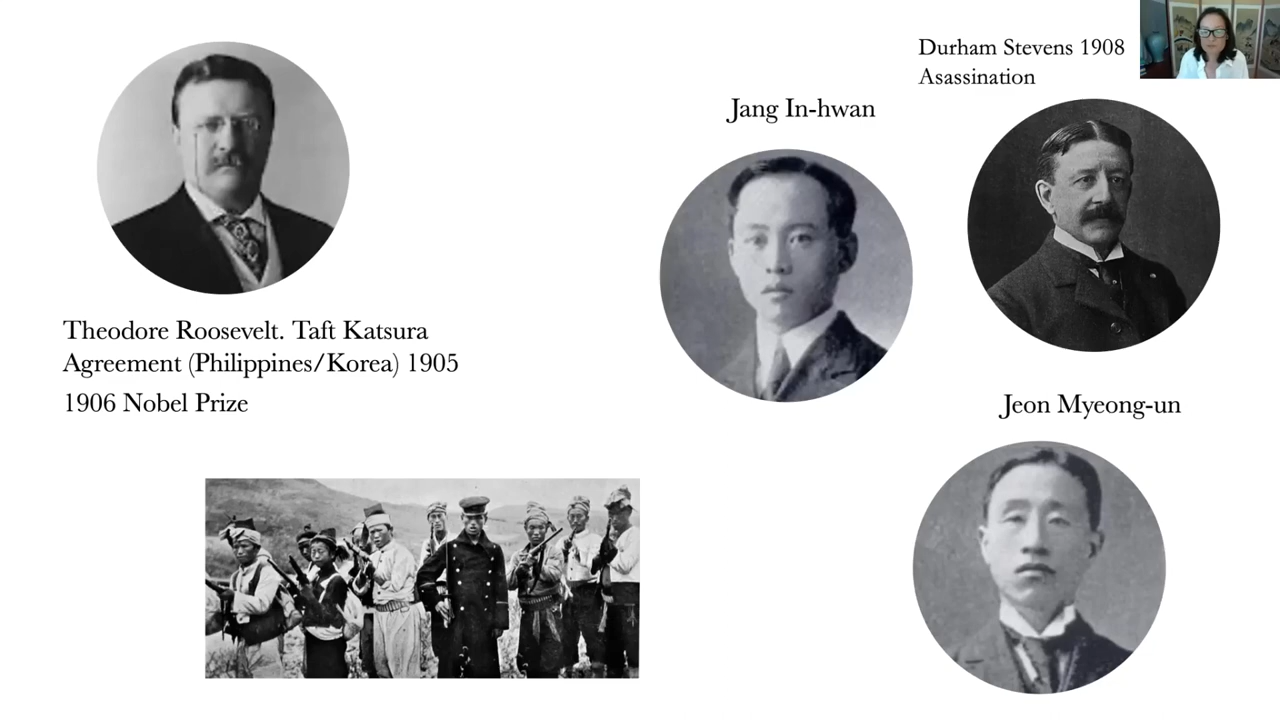 Durham Stevens 1908
Asassination
Jang In-hwan
Theodore Roosevelt. Taft Katsura
Agreement (Philippines/Korea) 1905
1906 Nobel Prize
Jeon Myeong-un